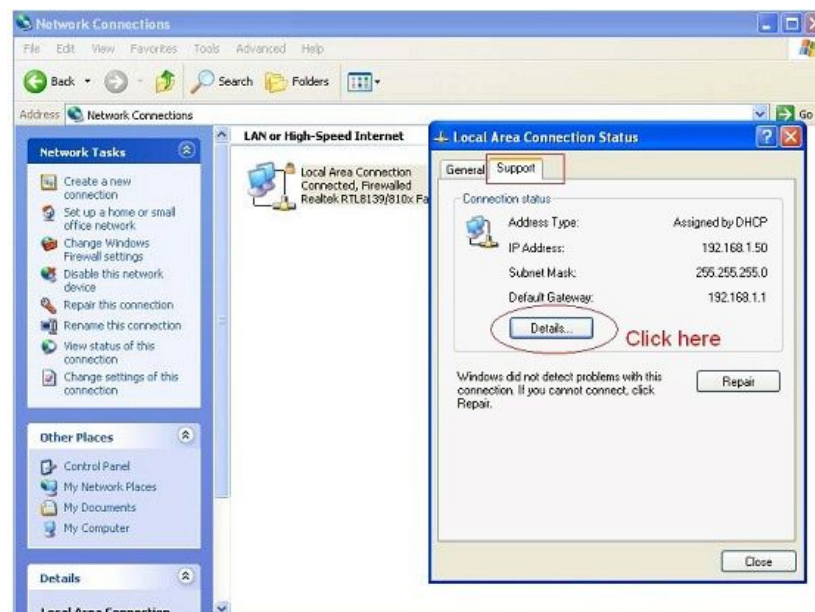 Network Connections
File Edit View Favorites Tools Advanced Help
Back Search Folders
Address Network Connections Go
Network Tasks
Create a new
connection
Set up a home or small
office network
Change Windows
Firewall settings
Disable this network
device
Repair this connection
Rename this connection
View status of this
connection
Change settings of this
connection
Other Places
Control Panel
My Network Places
My Documents
My Computer
Details
Local Area Connection
LAN or High-Speed Internet
Local Area Connection
Connected, Firewalled
Realtek RTL8139/810x Fa
Local Area Connection Status
General Support
Connection status
Address Type: Assigned by DHCP
IP Address: 192.168.1.50
Subnet Mask: 255.255.255.0
Default Gateway: 192.168.1.1
Details...
Click here
Windows did not detect problems with this
connection. If you cannot connect, click
Repair.
Repair
Close